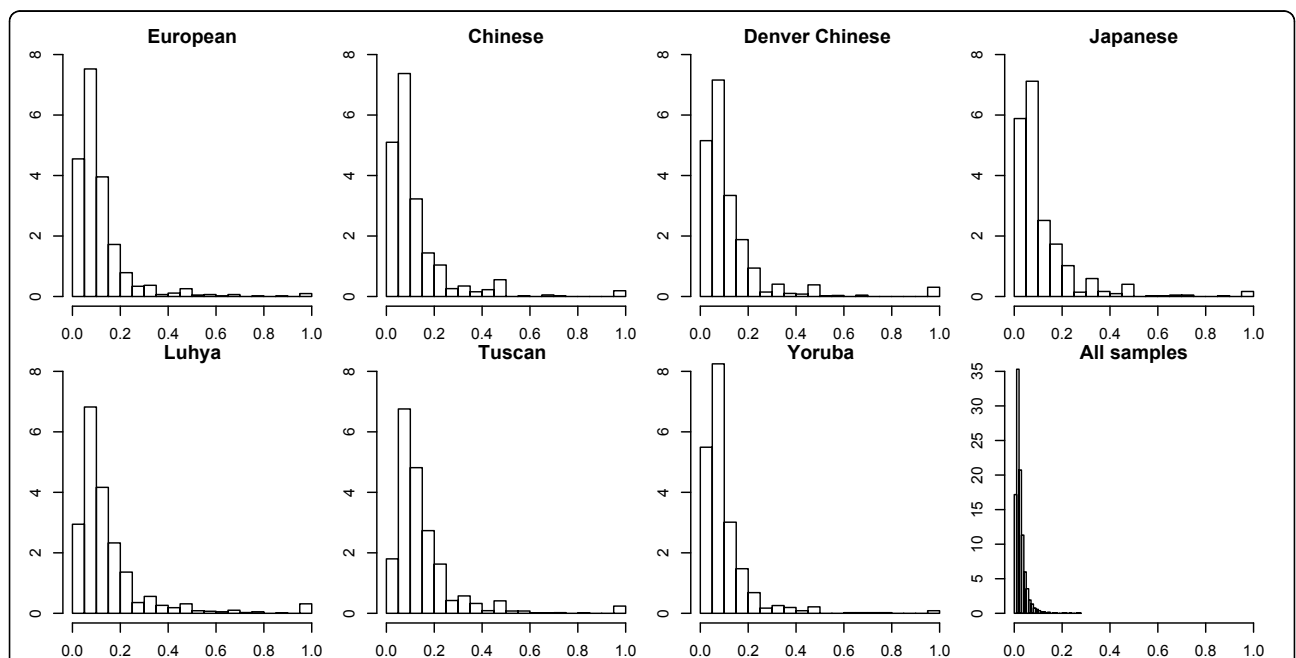 European Chinese Denver Chinese Japanese
8 8 8 8
6 6 6 6
4 4 4 4
2 2 2 2
0 0 0 0
0.0 0.2 0.4 0.6 0.8 1.0 0.0 0.2 0.4 0.6 0.8 1.0 0.0 0.2 0.4 0.6 0.8 1.0 0.0 0.2 0.4 0.6 0.8 1.0
Luhya Tuscan Yoruba All samples
8 8 8 35
30
6 6 6 25
4 4 4 20
15
2 2 2 10
5
0 0 0 0
0.0 0.2 0.4 0.6 0.8 1.0 0.0 0.2 0.4 0.6 0.8 1.0 0.0 0.2 0.4 0.6 0.8 1.0 0.0 0.2 0.4 0.6 0.8 1.0